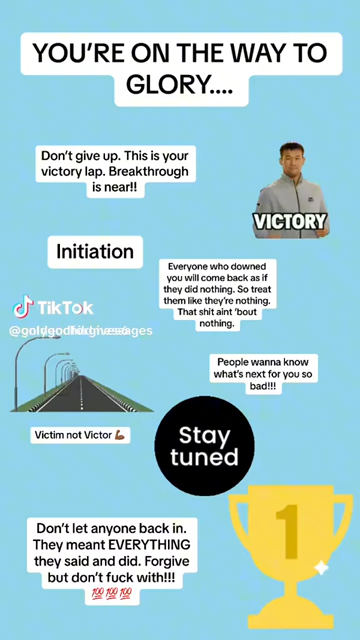 YOU'RE ON THE WAY TO
GLORY....
Don't give up. This is your
victory lap. Breakthrough
is near!!
VICTORY
Initiation
Everyone who downed
you will come back as if
they did nothing. So treat
them like they're nothing.
That shit aint 'bout
nothing.
TikTok
People wanna know
what's next for you so
bad!!!
Stay
tuned
Victim not Victor 💪🏾
1
Don't let anyone back in.
They meant EVERYTHING
they said and did. Forgive
but don't fuck with!!!
💯💯💯